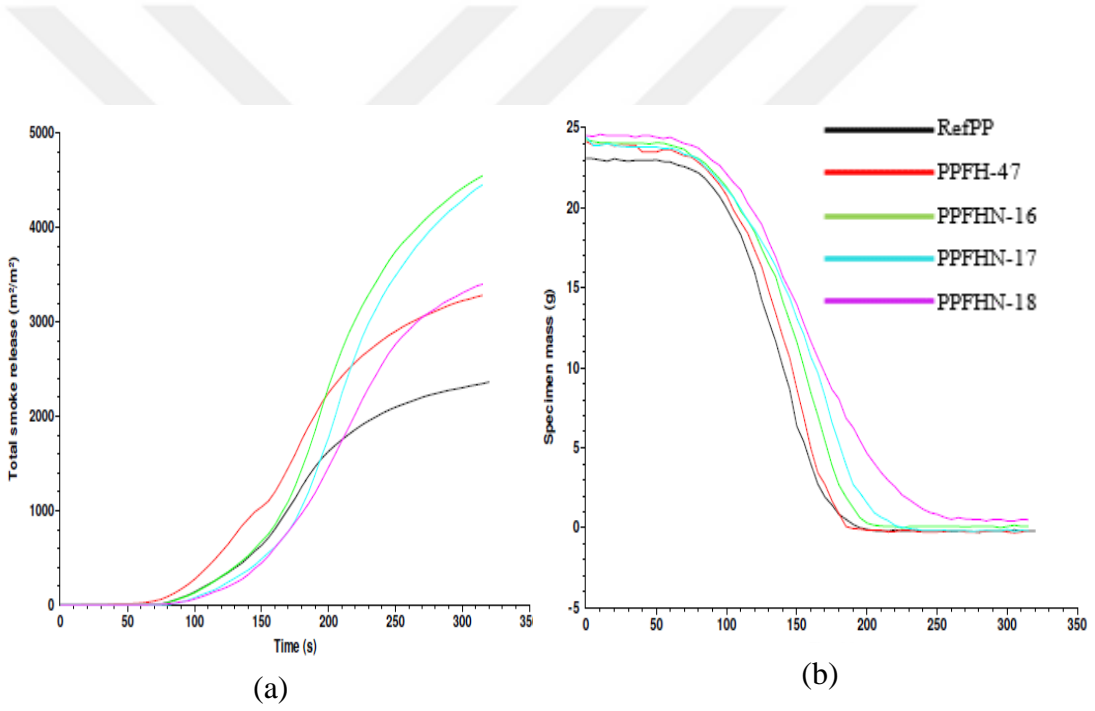 5000
4000
3000
2000
1000
0
Total smoke release (m²/m²)
0 50 100 150 200 250 300 35
Time (s)
(a)
25
20
15
10
5
0
-5
Specimen mass (g)
0 50 100 150 200 250 300 350
RefPP
PPFH-47
PPFHN-16
PPFHN-17
PPFHN-18
(b)